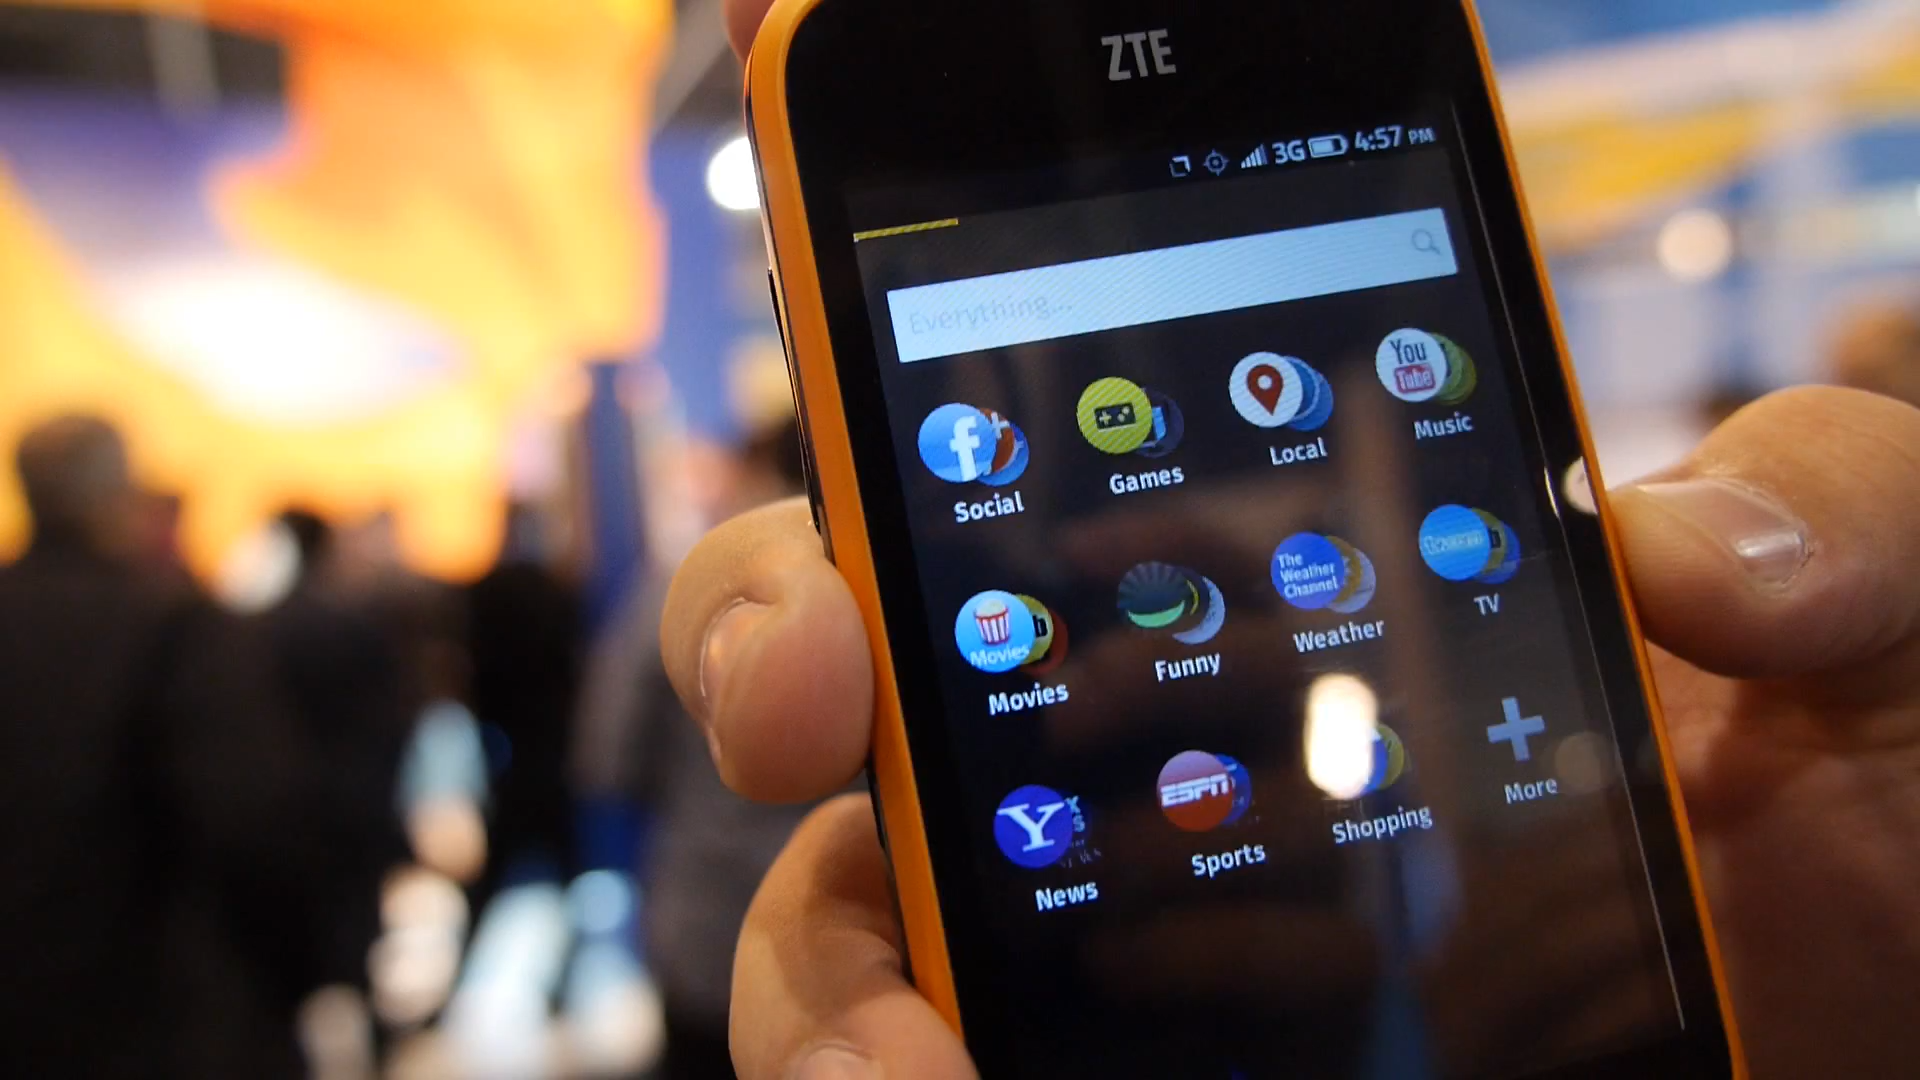 ZTE
3G 4:57 PM
Everything...
Social
Games
Local
You
Tube
Music
Movies
Movies
Funny
The
Weather
Channel
Weather
TV
Y
News
ESPN
Sports
Shopping
More